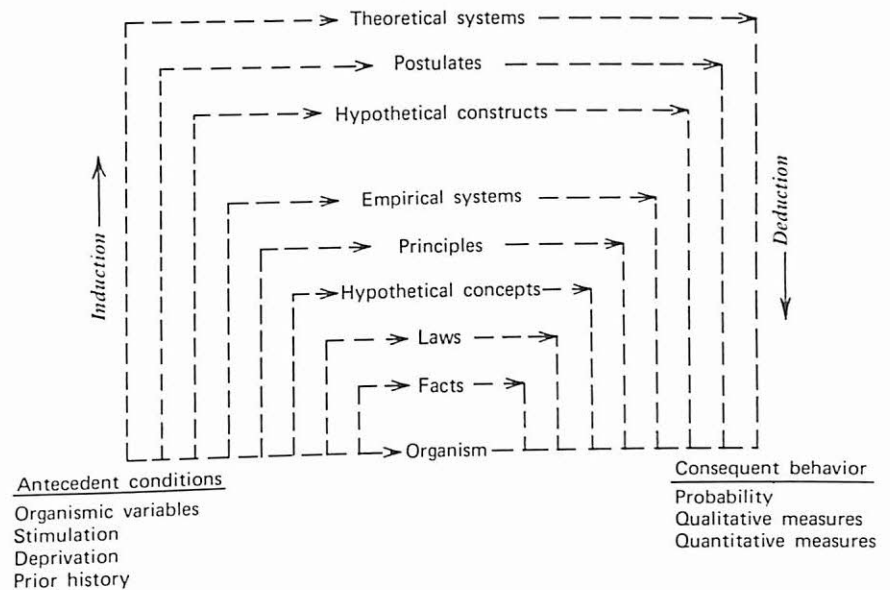 Theoretical systems
Postulates
Hypothetical constructs
Induction
Deduction
Empirical systems
Principles
Hypothetical concepts
Laws
Facts
Organism
Antecedent conditions
Organismic variables
Stimulation
Deprivation
Prior history
Consequent behavior
Probability
Qualitative measures
Quantitative measures